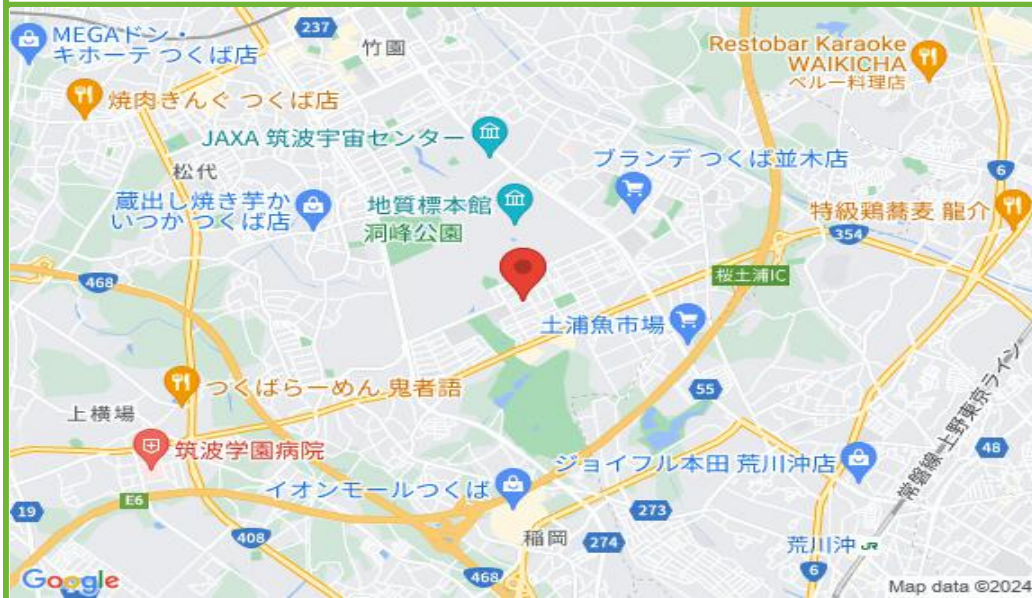 MEGAドン・
キホーテ つくば店
237
竹園
Restobar Karaoke
WAIKICHA
ペルー料理店
焼肉きんぐ つくば店
JAXA 筑波宇宙センター
松代
ブランデ つくば並木店
6
蔵出し焼き芋か
いつか つくば店
地質標本館
洞峰公園
特級鶏蕎麦 龍介
354
468
桜土浦IC
土浦魚市場
つくばらーめん 鬼者語
55
上横場
常磐線-上野東京ライン
筑波学園病院
ジョイフル本田 荒川沖店
48
イオンモールつくば
E6
19
273
408
稲岡
274
荒川沖 JR
468
6
Google
Map data ©2024